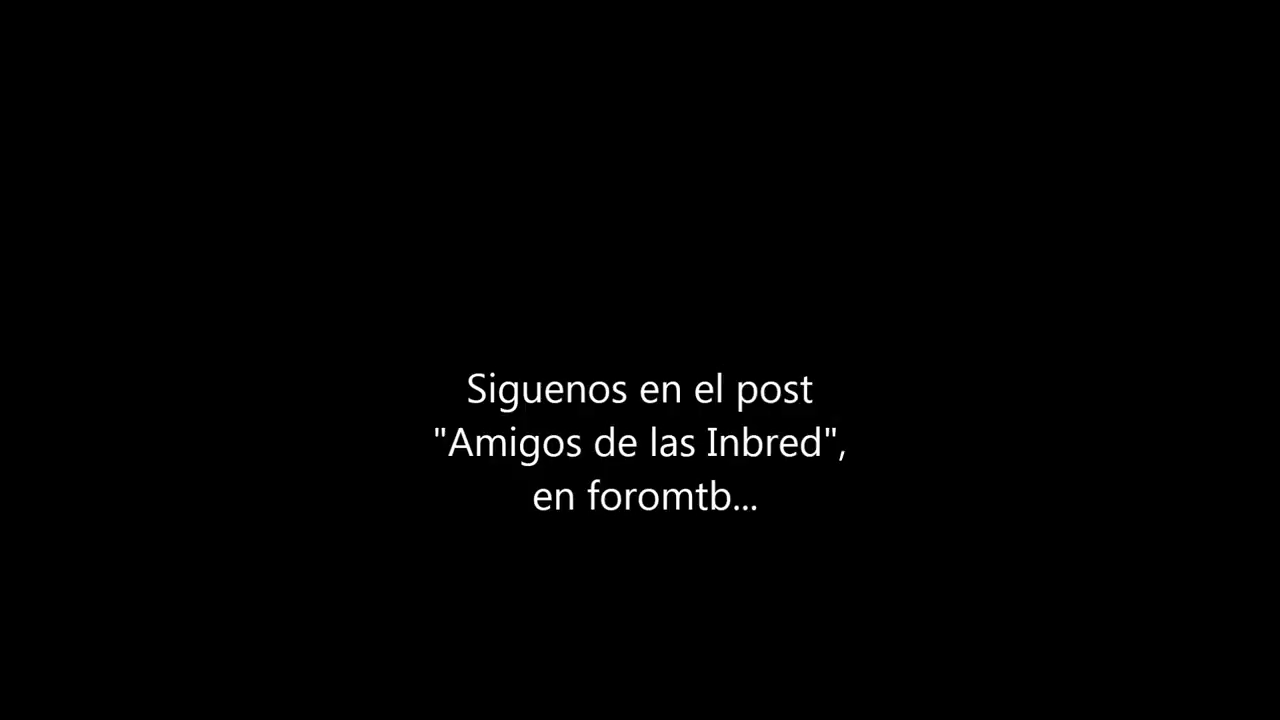 Siguenos en el post
"Amigos de las Inbred",
en foromtb...